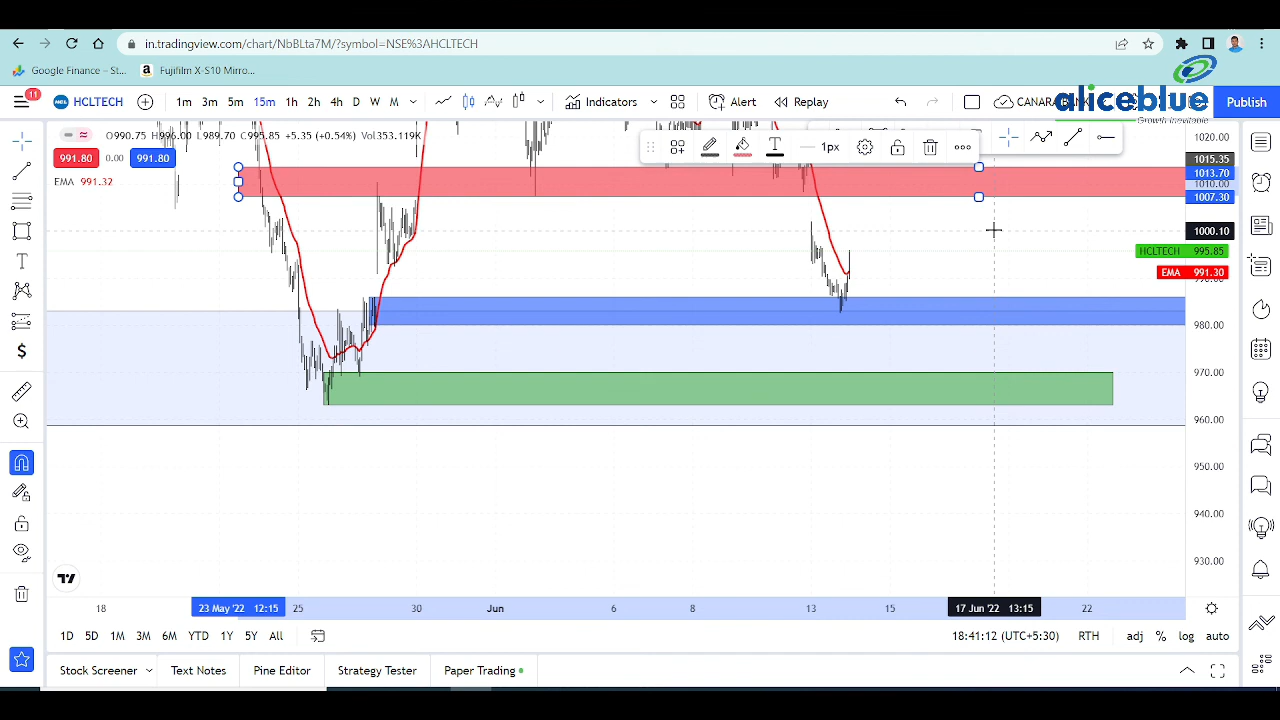 in.tradingview.com/chart/NbBLta7M/?symbol=NSE%3AHCLTECH
Google Finance – St...
Fujifilm X-S10 Mirro...
11
HCLTECH
1m 3m 5m 15m 1h 2h 4h D W M
Indicators
Alert
Replay
CANARA BANK
aliceblue
Growth Inevitable
Publish
O990.75 H996.00 L989.70 C995.85 +5.35 (+0.54%) Vol353.119K
991.80 0.00 991.80
EMA 991.32
1px
1020.00
1015.35
1013.70
1010.00
1007.30
1000.10
HCLTECH 995.85
EMA 991.30
980.00
970.00
960.00
950.00
940.00
930.00
18
23 May '22 12:15
25 30 Jun 6 8 13 15
17 Jun '22 13:15
22
1D 5D 1M 3M 6M YTD 1Y 5Y All
18:41:12 (UTC+5:30) RTH adj % log auto
Stock Screener Text Notes Pine Editor Strategy Tester Paper Trading